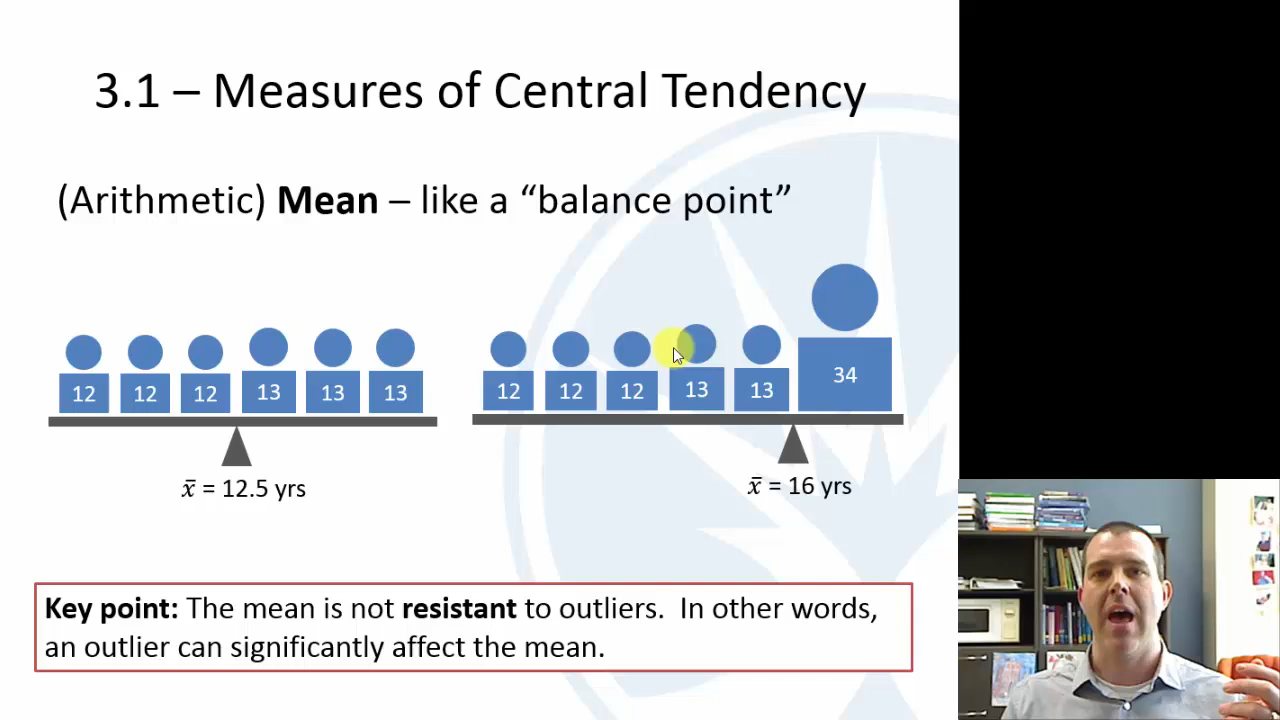 3.1 – Measures of Central Tendency
(Arithmetic) Mean – like a “balance point”
12 12 12 13 13 13
x̄ = 12.5 yrs
12 12 12 13 13 34
x̄ = 16 yrs
Key point: The mean is not resistant to outliers. In other words,
an outlier can significantly affect the mean.